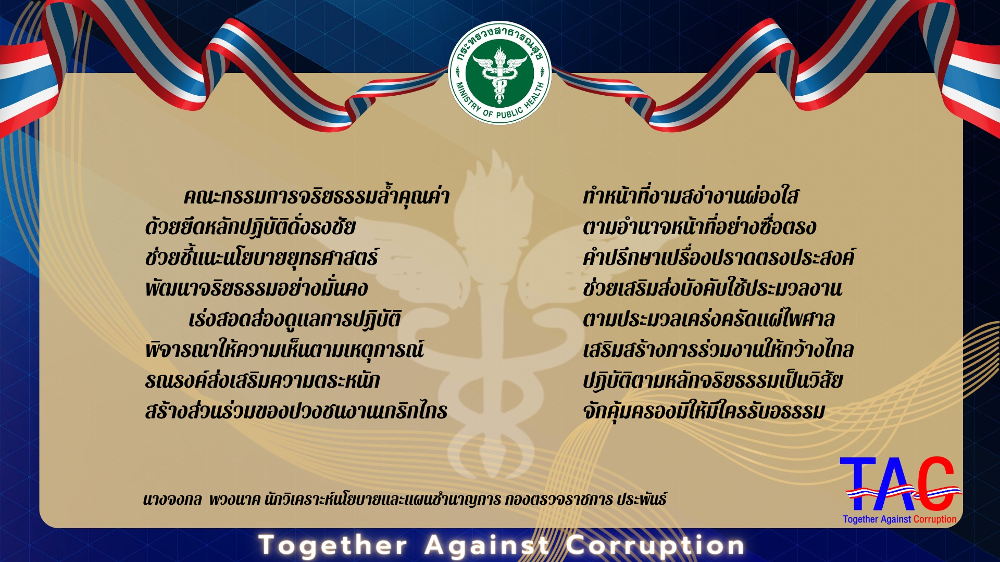 กระทรวงสาธารณสุข
MINISTRY OF PUBLIC HEALTH
คณะกรรมการจริยธรรมล้ำคุณค่า ทำหน้าที่งามสง่างานผ่องใส
ด้วยยึดหลักปฏิบัติดั่งธงชัย ตามอำนาจหน้าที่อย่างซื่อตรง
ช่วยชี้แนะนโยบายยุทธศาสตร์ คำปรึกษาเปรื่องปราดตรงประสงค์
พัฒนาจริยธรรมอย่างมั่นคง ช่วยเสริมส่งบังคับใช้ประมวลงาน
เร่งสอดส่องดูแลการปฏิบัติ ตามประมวลเคร่งครัดแผ่ไพศาล
พิจารณาให้ความเห็นตามเหตุการณ์ เสริมสร้างการร่วมงานให้กว้างไกล
รณรงค์ส่งเสริมความตระหนัก ปฏิบัติตามหลักจริยธรรมเป็นวิสัย
สร้างส่วนร่วมของปวงชนงานเกริกไกร จักคุ้มครองมิให้มีใครรับอธรรม
นางจงกล พวงนาค นักวิเคราะห์นโยบายและแผนชำนาญการ กองตรวจราชการ ประพันธ์
TAC
Together Against Corruption
Together Against Corruption